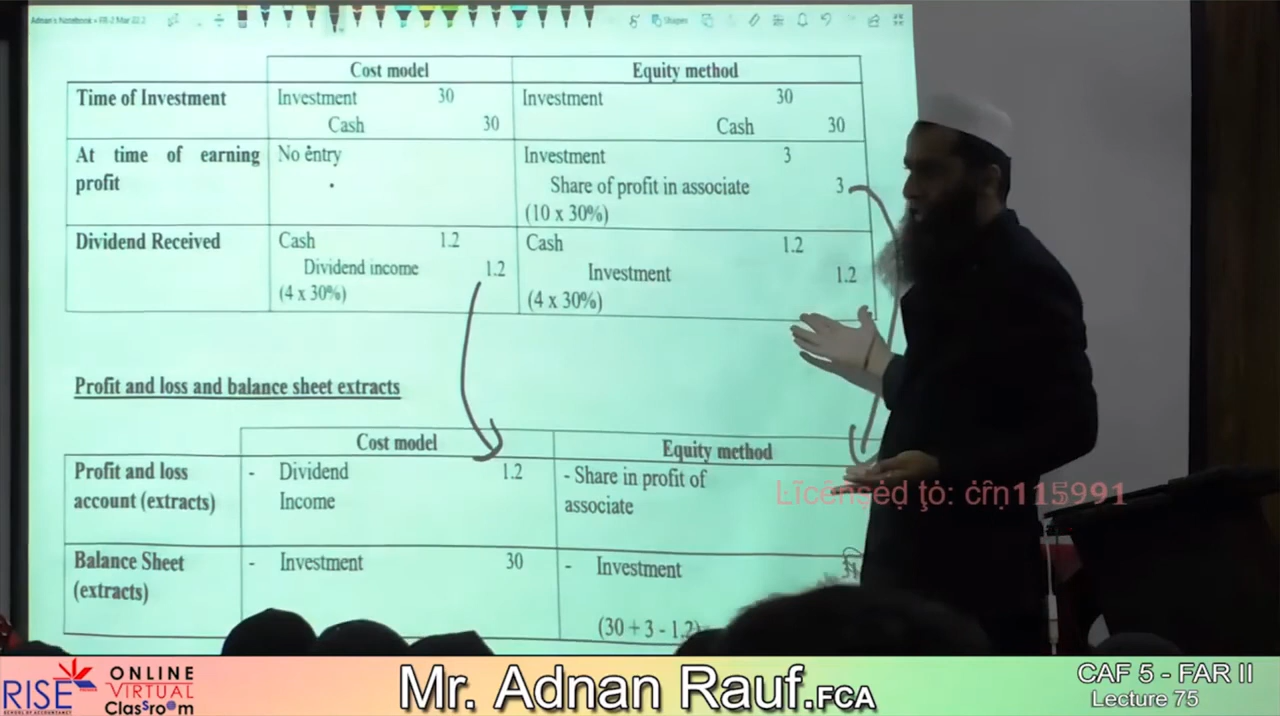 Adnan's Notebook » FR-2 Mar 22.2
Shapes
Cost model Equity method
Time of Investment Investment 30 Investment 30
Cash 30 Cash 30
At time of earning No entry Investment 3
profit Share of profit in associate 3
(10 x 30%)
Dividend Received Cash 1.2 Cash 1.2
Dividend income 1.2 Investment 1.2
(4 x 30%) (4 x 30%)
Profit and loss and balance sheet extracts
Cost model Equity method
Profit and loss - Dividend 1.2 - Share in profit of
account (extracts) Income associate
Licensed to: crn115991
Balance Sheet - Investment 30 - Investment
(extracts)
(30 + 3 - 1.2)
RISE ONLINE
VIRTUAL
ClasSro@m
SCHOOL OF ACCOUNTANCY
Mr. Adnan Rauf.FCA
CAF 5 - FAR II
Lecture 75